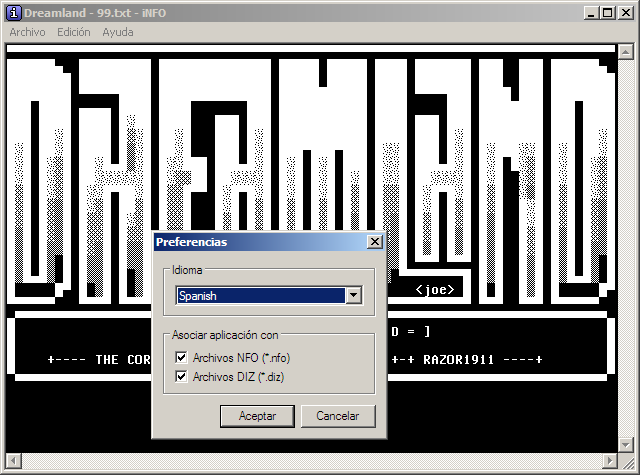 Dreamland - 99.txt - iNFO
Archivo Edición Ayuda
DREAMLAND
<joe>
D = ]
+---- THE COR
+-+ RAZOR1911 ----+
Preferencias
Idioma
Spanish
Asociar aplicación con
Archivos NFO (*.nfo)
Archivos DIZ (*.diz)
Aceptar Cancelar